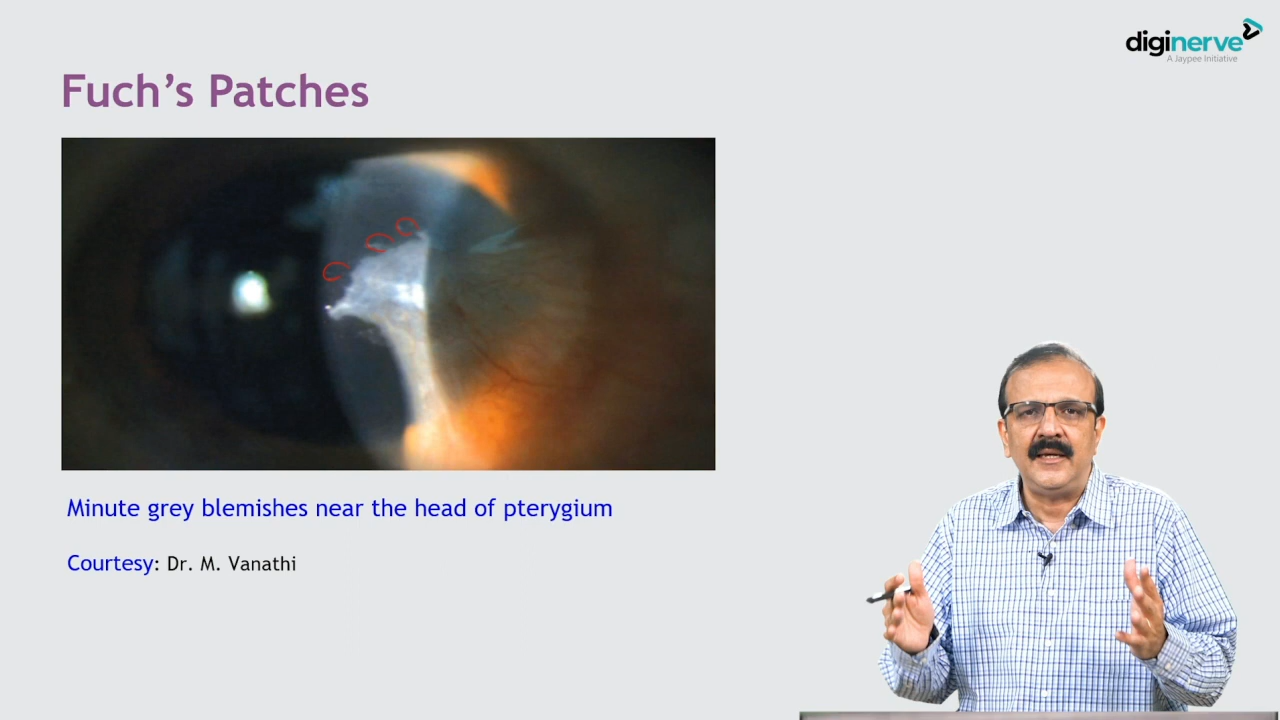 diginerve
A Jaypee Initiative
Fuch’s Patches
Minute grey blemishes near the head of pterygium
Courtesy: Dr. M. Vanathi